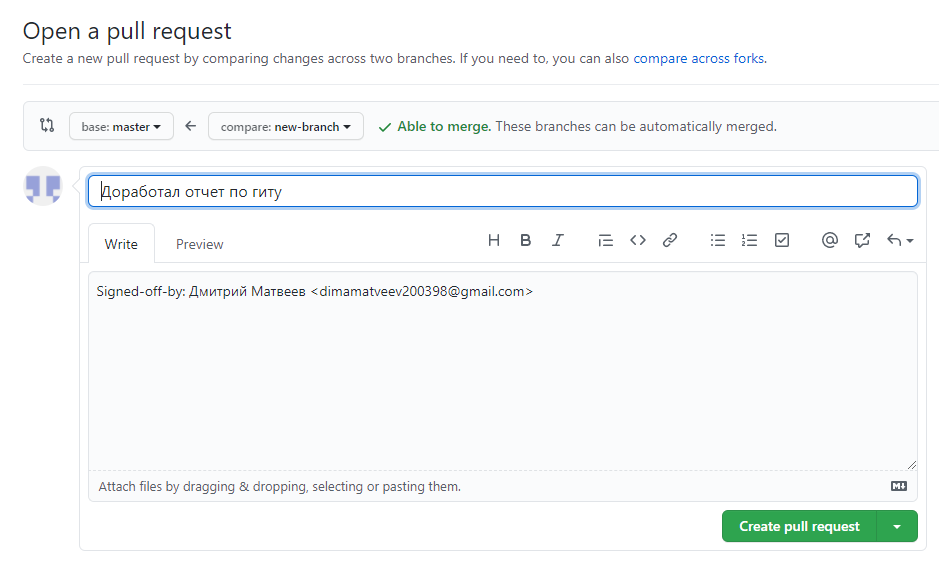 Open a pull request
Create a new pull request by comparing changes across two branches. If you need to, you can also compare across forks.
base: master compare: new-branch Able to merge. These branches can be automatically merged.
Доработал отчет по гиту
Write Preview
Signed-off-by: Дмитрий Матвеев <dimamatveev200398@gmail.com>
Attach files by dragging & dropping, selecting or pasting them.
Create pull request